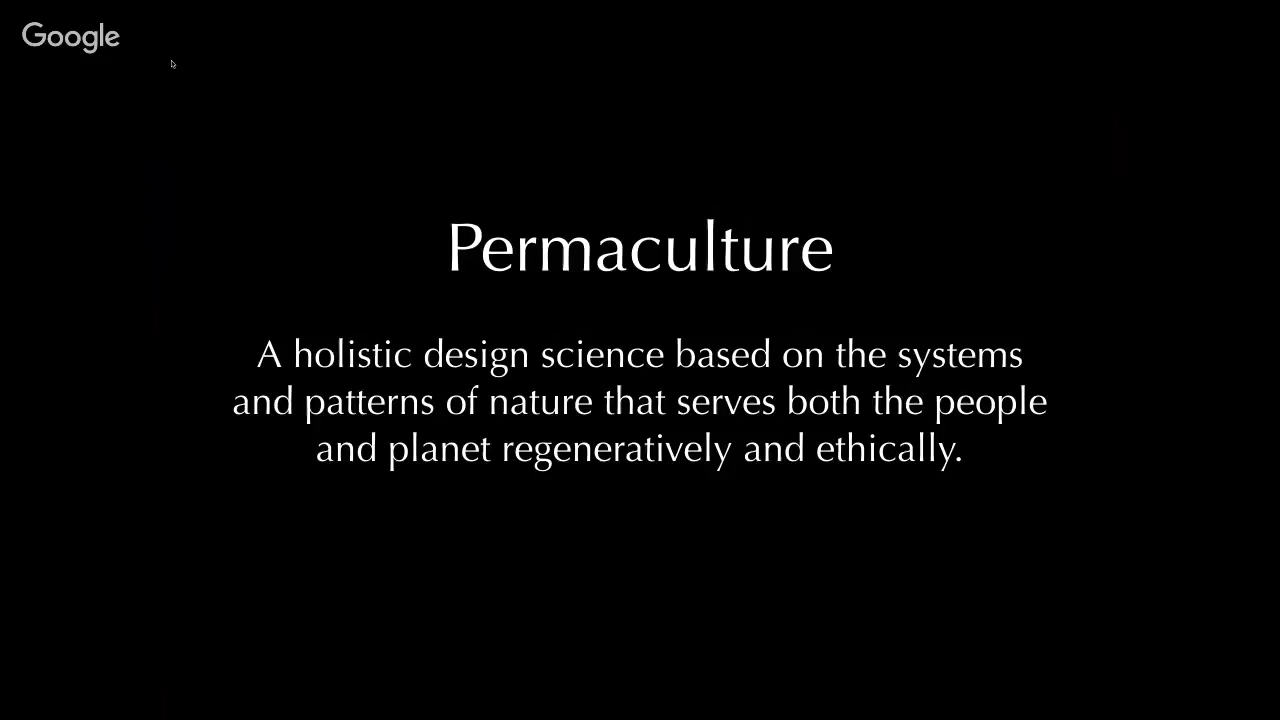 Google
Permaculture
A holistic design science based on the systems
and patterns of nature that serves both the people
and planet regeneratively and ethically.